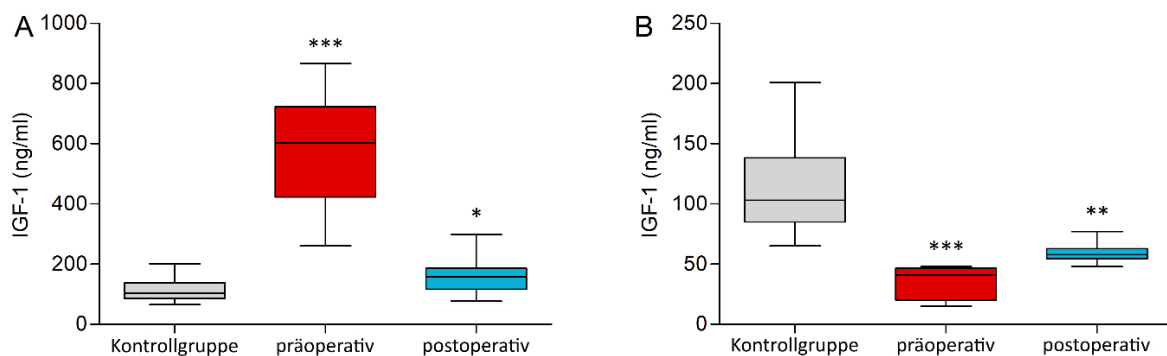 A
IGF-1 (ng/ml)
1000
800
600
400
200
0
***
*
Kontrollgruppe präoperativ postoperativ
B
IGF-1 (ng/ml)
250
200
150
100
50
0
***
**
Kontrollgruppe präoperativ postoperativ